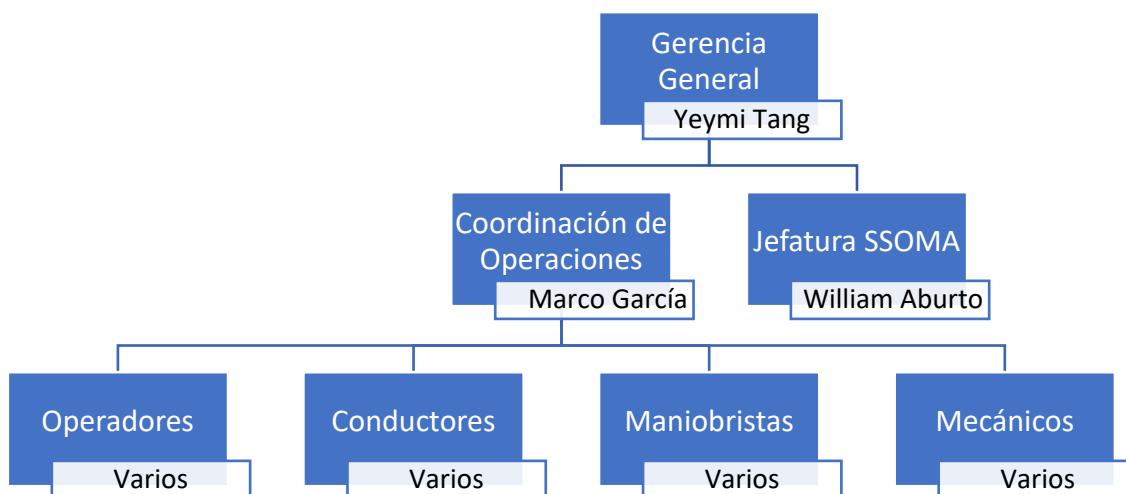 Gerencia
General
Yeymi Tang
Coordinación de
Operaciones
Marco García
Jefatura SSOMA
William Aburto
Operadores
Varios
Conductores
Varios
Maniobristas
Varios
Mecánicos
Varios